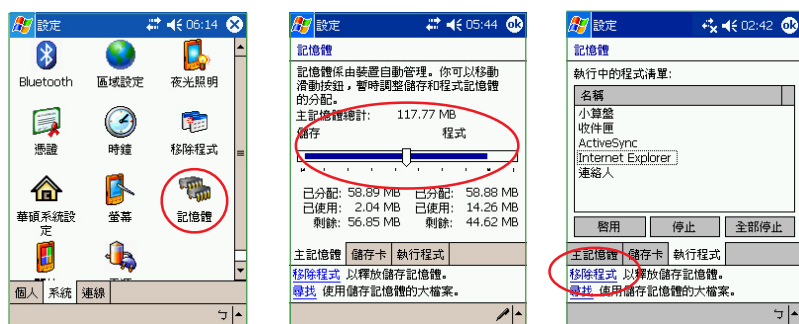 設定 06:14
Bluetooth 區域設定 夜光照明
憑證 時鐘 移除程式
華碩系統設定 螢幕 記憶體
個人 系統 連線
設定 05:44 ok
記憶體
記憶體係由裝置自動管理。你可以移動
滑動按鈕，暫時調整儲存和程式記憶體
的分配。
主記憶體總計: 117.77 MB
儲存 程式
已分配: 58.89 MB 已分配: 58.88 MB
已使用: 2.04 MB 已使用: 14.26 MB
剩餘: 56.85 MB 剩餘: 44.62 MB
主記憶體 儲存卡 執行程式
移除程式 以釋放儲存記憶體。
尋找 使用儲存記憶體的大檔案。
設定 02:42 ok
記憶體
執行中的程式清單:
名稱
小算盤
收件匣
ActiveSync
Internet Explorer
連絡人
啓用 停止 全部停止
主記憶體 儲存卡 執行程式
移除程式 以釋放儲存記憶體。
尋找 使用儲存記憶體的大檔案。